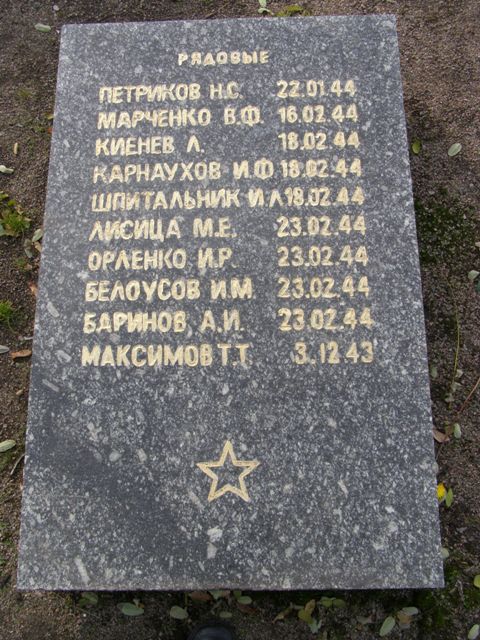 РЯДОВЫЕ
ПЕТРИКОВ Н.С. 22.01.44
МАРЧЕНКО В.Ф. 16.02.44
КИЕНЕВ Л. 18.02.44
КАРНАУХОВ И.Ф 18.02.44
ШПИТАЛЬНИК И.Л 18.02.44
ЛИСИЦА М.Е. 23.02.44
ОРЛЕНКО И.Р. 23.02.44
БЕЛОУСОВ И.М. 23.02.44
БАРИНОВ А.И. 23.02.44
МАКСИМОВ Т.Т. 3.12.43